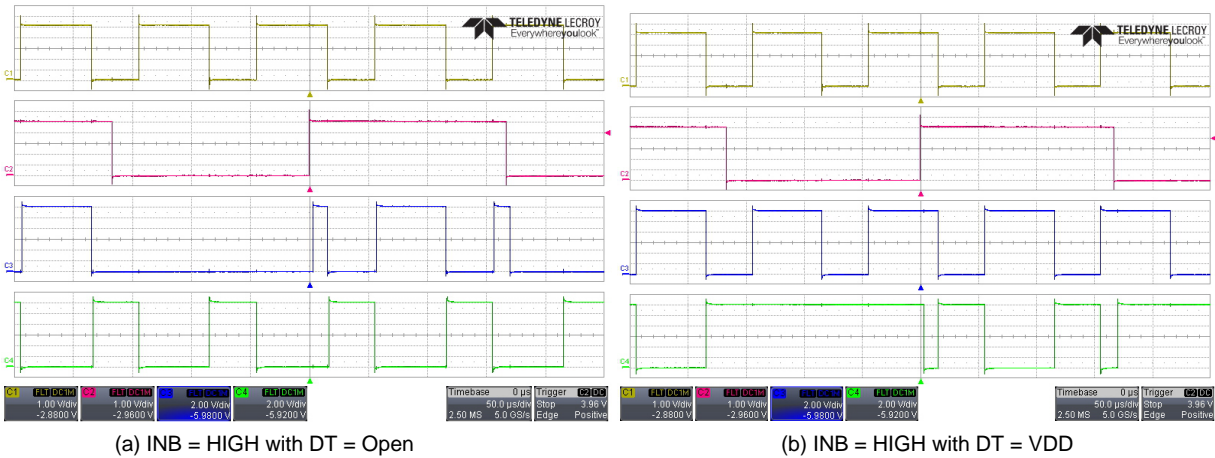 TELEDYNE LECROY
Everywhereyoulook™
C1
C2
C3
C4
C1 FLT DC1M
1.00 V/div
-2.8800 V
C2 FLT DC1M
1.00 V/div
-2.9600 V
2.00 V/div
-5.9800 V
C4 FLT DC1M
2.00 V/div
-5.9200 V
Timebase 0 µs
50.0 µs/div
2.50 MS 5.0 GS/s
Trigger C2 DC
Stop 3.96 V
Edge Positive
(a) INB = HIGH with DT = Open
TELEDYNE LECROY
Everywhereyoulook™
C1
C2
C3
C4
C1 FLT DC1M
1.00 V/div
-2.8800 V
C2 FLT DC1M
1.00 V/div
-2.9600 V
2.00 V/div
-5.9800 V
C4 FLT DC1M
2.00 V/div
-5.9200 V
Timebase 0 µs
50.0 µs/div
2.50 MS 5.0 GS/s
Trigger C2 DC
Stop 3.96 V
Edge Positive
(b) INB = HIGH with DT = VDD